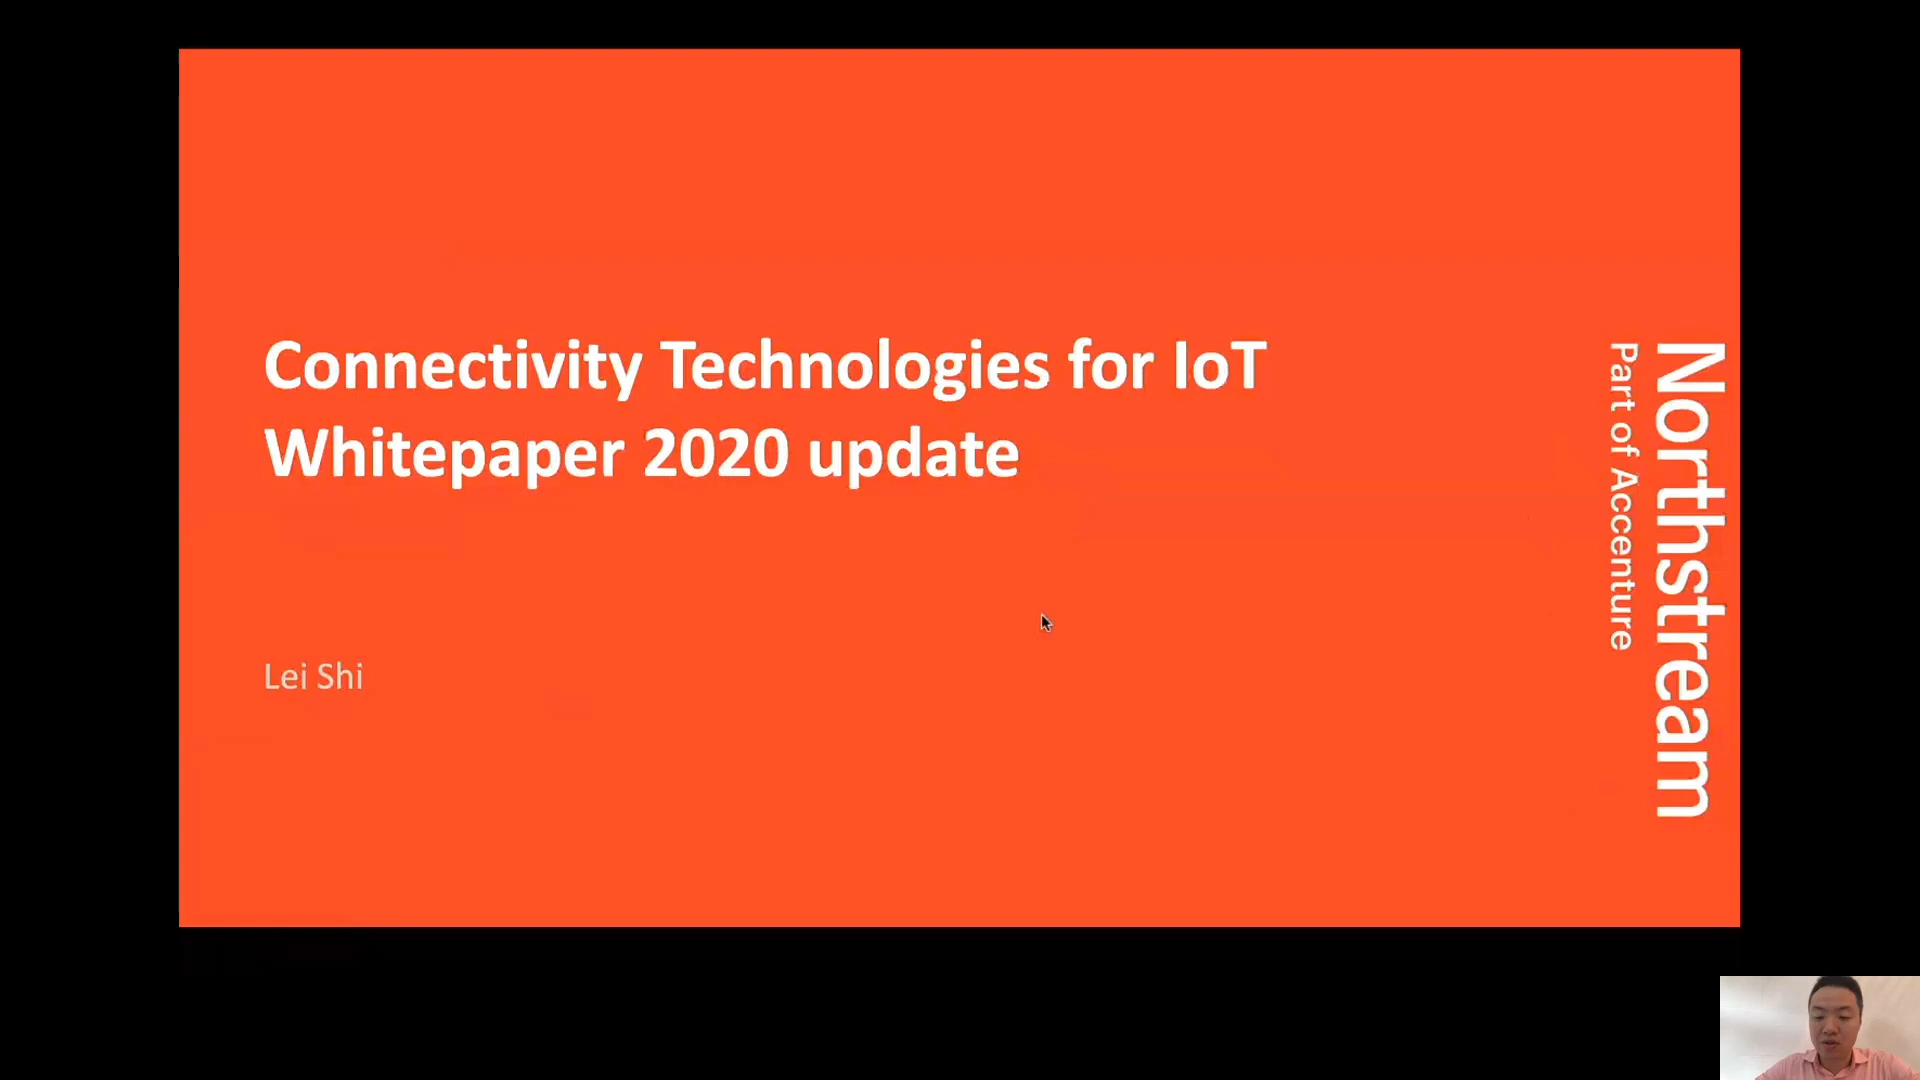 Connectivity Technologies for IoT
Whitepaper 2020 update
Lei Shi
Northstream
Part of Accenture